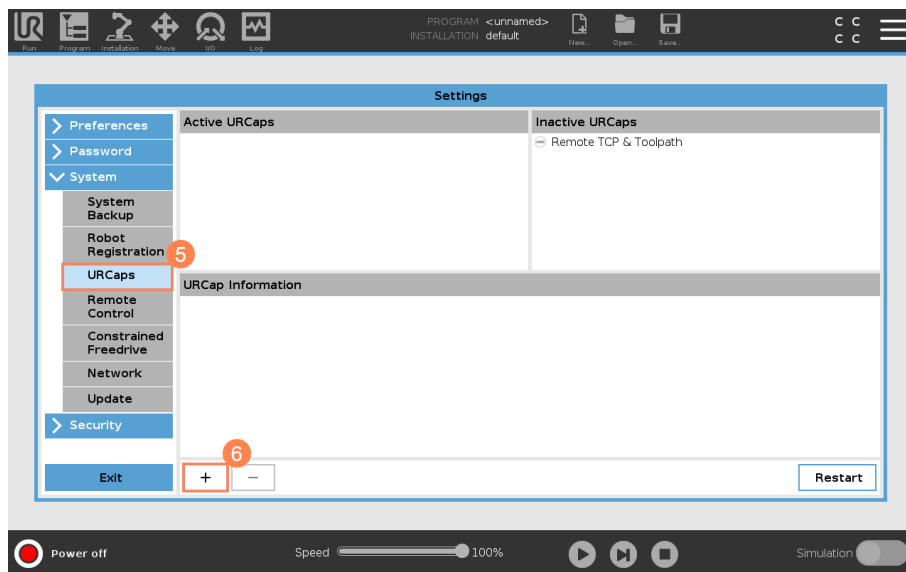 UR
PROGRAM <unnamed>
INSTALLATION default
C C
C C
Run Program Installation Move I/O Log New... Open... Save...
Settings
Preferences
Password
System
System
Backup
Robot
Registration
5
URCaps
Remote
Control
Constrained
Freedrive
Network
Update
Security
Exit
Active URCaps
Inactive URCaps
Remote TCP & Toolpath
URCap Information
6
+ −
Restart
Power off
Speed 100%
Simulation